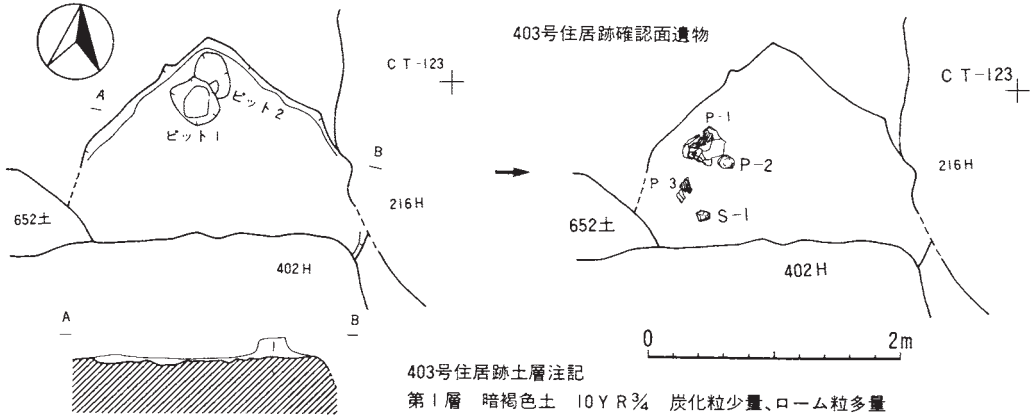 403号住居跡確認面遺物
CT-123
A
ピット2
ピット1
B
216H
652土
402H
CT-123
P-1
P-2
P 3
S-1
216H
652土
402H
A
B
1
0 2m
403号住居跡土層注記
第1層 暗褐色土 10YR3/4 炭化粒少量、ローム粒多量